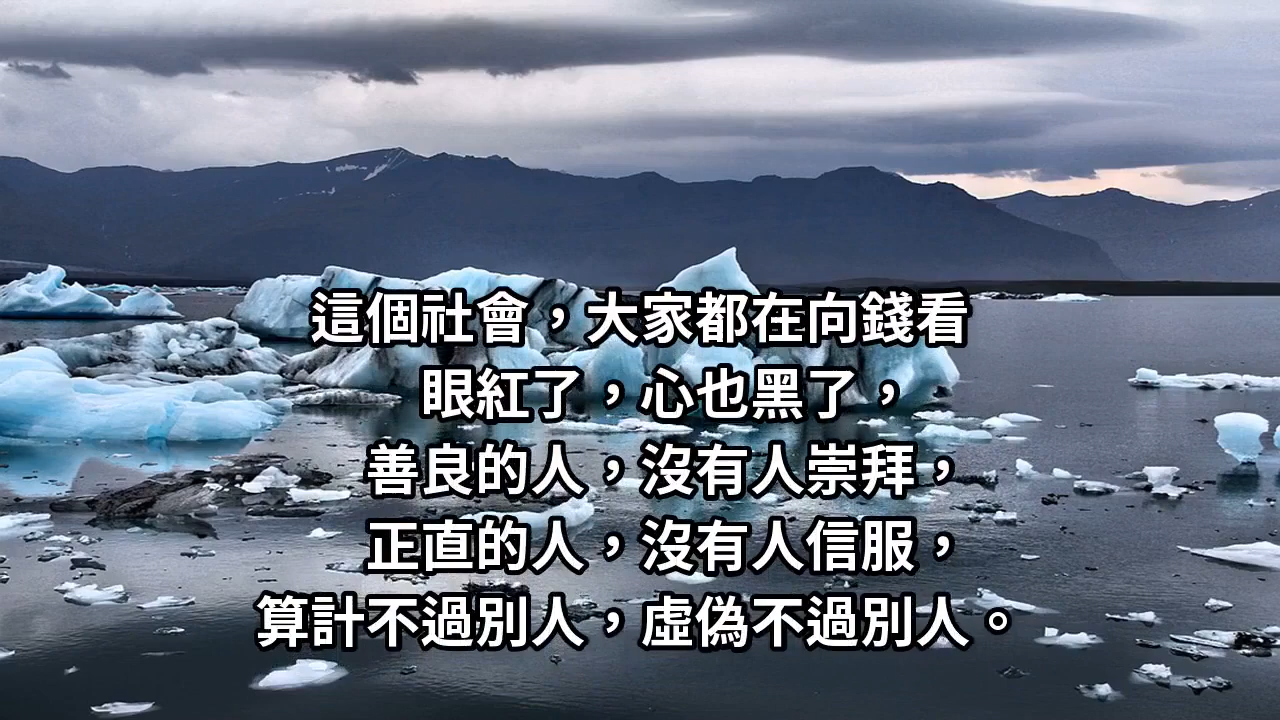 這個社會，大家都在向錢看
眼紅了，心也黑了，
善良的人，沒有人崇拜，
正直的人，沒有人信服，
算計不過別人，虛偽不過別人。